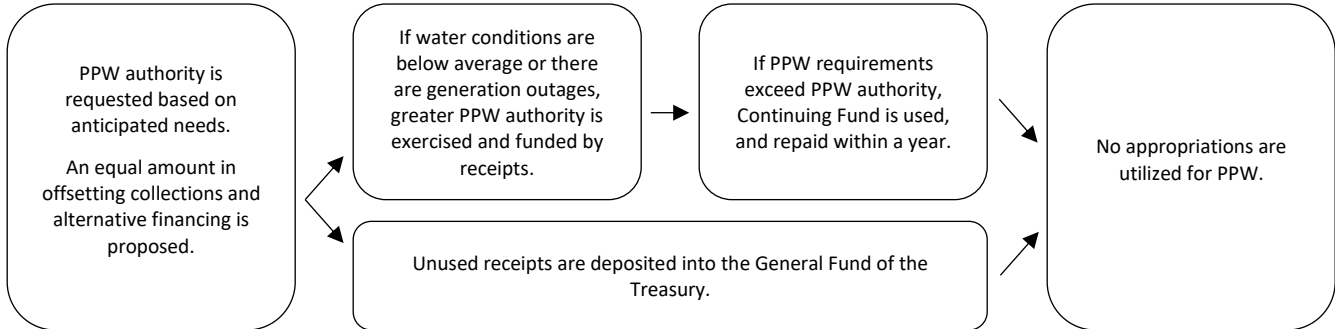 PPW authority is
requested based on
anticipated needs.
An equal amount in
offsetting collections and
alternative financing is
proposed.
If water conditions are
below average or there
are generation outages,
greater PPW authority is
exercised and funded by
receipts.
If PPW requirements
exceed PPW authority,
Continuing Fund is used,
and repaid within a year.
Unused receipts are deposited into the General Fund of the
Treasury.
No appropriations are
utilized for PPW.